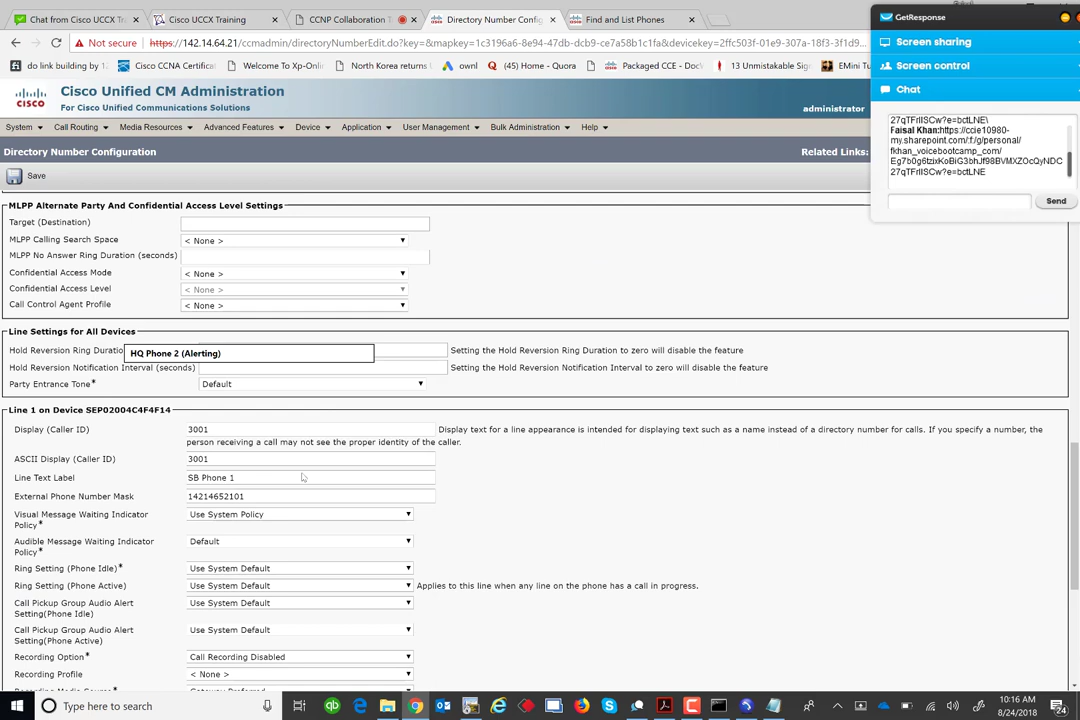 Chat from Cisco UCCX Training
Cisco UCCX Training
CCNP Collaboration T
Directory Number Config
Find and List Phones
GetResponse
Not secure https://142.14.64.21/ccmadmin/directoryNumberEdit.do?key=&mapkey=1c3196a6-8e94-47db-dcb9-ce7a58b1c1fa&devicekey=2ffc503f-01e9-307a-18f3-3f1d9...
do link building by 12
Cisco CCNA Certificat
Welcome To Xp-Onli
North Korea returns
ownl
(45) Home - Quora
Packaged CCE - Doc
13 Unmistakable Sign
EMini Tu
Screen sharing
Screen control
Chat
CISCO
Cisco Unified CM Administration
For Cisco Unified Communications Solutions
administrator
System
Call Routing
Media Resources
Advanced Features
Device
Application
User Management
Bulk Administration
Help
Directory Number Configuration
Related Links:
Save
27qTFrIISCw?e=bctLNE\
Faisal Khan:https://ccie10980-
my.sharepoint.com/:f:/g/personal/
fkhan_voicebootcamp_com/
Eg7b0g6tzixKoBiG3bhJf98BVMXZOcQyNDC
27qTFrIISCw?e=bctLNE
Send
MLPP Alternate Party And Confidential Access Level Settings
Target (Destination)
MLPP Calling Search Space < None >
MLPP No Answer Ring Duration (seconds)
Confidential Access Mode < None >
Confidential Access Level < None >
Call Control Agent Profile < None >
Line Settings for All Devices
Hold Reversion Ring Duratio HQ Phone 2 (Alerting) Setting the Hold Reversion Ring Duration to zero will disable the feature
Hold Reversion Notification Interval (seconds) Setting the Hold Reversion Notification Interval to zero will disable the feature
Party Entrance Tone* Default
Line 1 on Device SEP02004C4F4F14
Display (Caller ID) 3001 Display text for a line appearance is intended for displaying text such as a name instead of a directory number for calls. If you specify a number, the
person receiving a call may not see the proper identity of the caller.
ASCII Display (Caller ID) 3001
Line Text Label SB Phone 1
External Phone Number Mask 14214652101
Visual Message Waiting Indicator Use System Policy
Policy*
Audible Message Waiting Indicator Default
Policy*
Ring Setting (Phone Idle)* Use System Default
Ring Setting (Phone Active) Use System Default Applies to this line when any line on the phone has a call in progress.
Call Pickup Group Audio Alert Use System Default
Setting(Phone Idle)
Call Pickup Group Audio Alert Use System Default
Setting(Phone Active)
Recording Option* Call Recording Disabled
Recording Profile < None >
Recording Media Source* Gateway Preferred
Type here to search
10:16 AM
8/24/2018
24